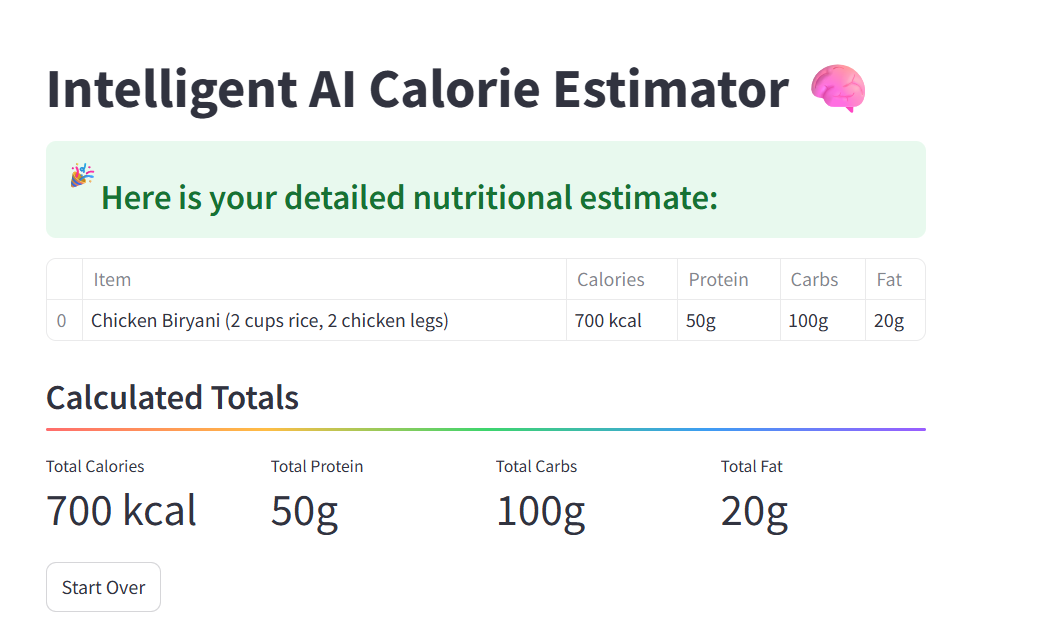 Intelligent AI Calorie Estimator 🧠
🎉 Here is your detailed nutritional estimate:
Item Calories Protein Carbs Fat
0 Chicken Biryani (2 cups rice, 2 chicken legs) 700 kcal 50g 100g 20g
Calculated Totals
Total Calories Total Protein Total Carbs Total Fat
700 kcal 50g 100g 20g
Start Over